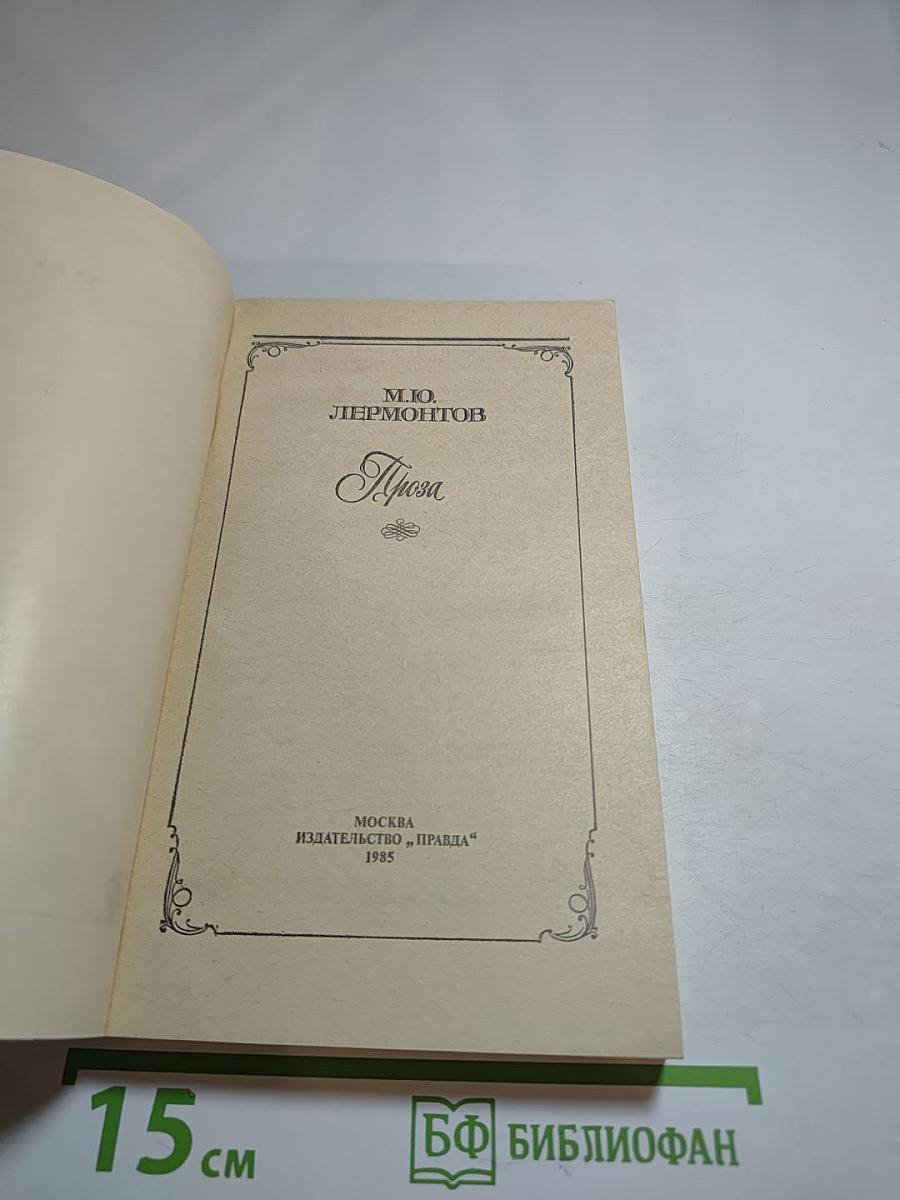 М.Ю.
ЛЕРМОНТОВ
Проза
МОСКВА
ИЗДАТЕЛЬСТВО „ПРАВДА“
1985
15 см
БФ БИБЛИОФАН